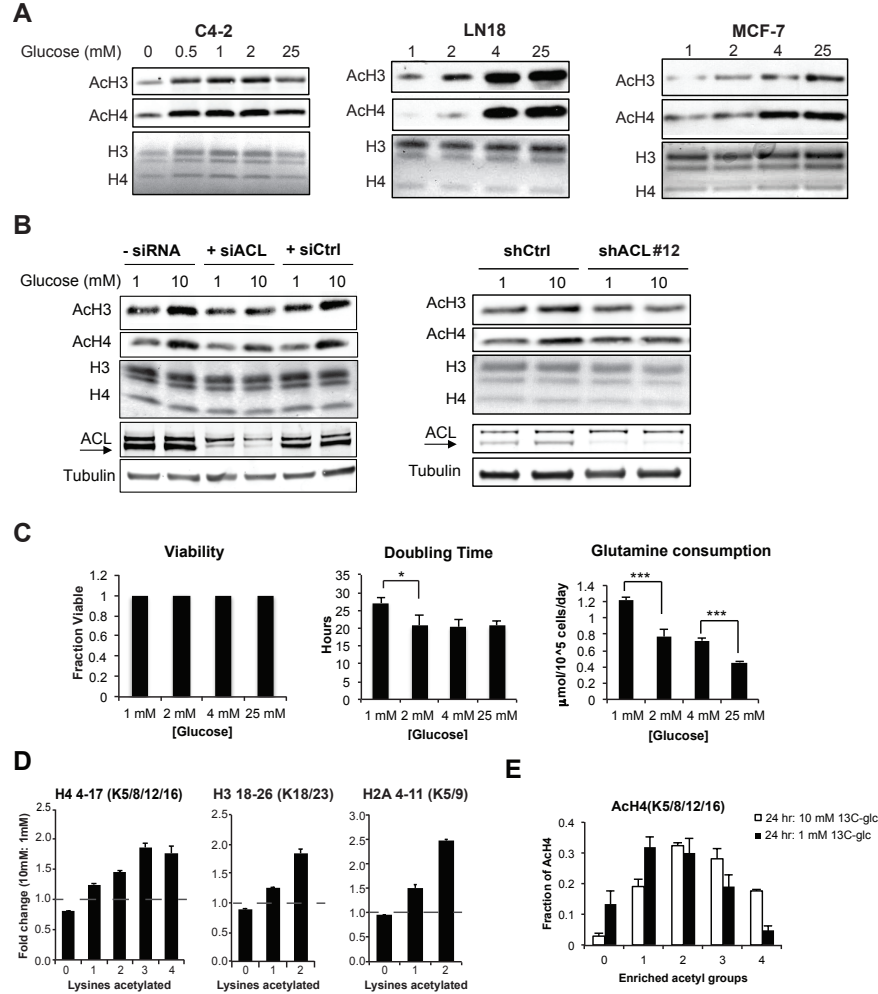 A
C4-2
Glucose (mM) 0 0.5 1 2 25
AcH3
AcH4
H3
H4
LN18
1 2 4 25
AcH3
AcH4
H3
H4
MCF-7
1 2 4 25
AcH3
AcH4
H3
H4
B
- siRNA + siACL + siCtrl
Glucose (mM) 1 10 1 10 1 10
AcH3
AcH4
H3
H4
ACL
Tubulin
shCtrl shACL#12
1 10 1 10
AcH3
AcH4
H3
H4
ACL
Tubulin
C
Viability
Fraction Viable
1.2
1
0.8
0.6
0.4
0.2
0
1 mM 2 mM 4 mM 25 mM
[Glucose]
Doubling Time
Hours
35
30
25
20
15
10
5
0
*
1 mM 2 mM 4 mM 25 mM
[Glucose]
Glutamine consumption
µmol/10^5 cells/day
1.4
1.2
1
0.8
0.6
0.4
0.2
0
***
***
1 mM 2 mM 4 mM 25 mM
[Glucose]
D
H4 4-17 (K5/8/12/16)
Fold change (10mM: 1mM)
2.5
2.0
1.5
1.0
0.5
0.0
0 1 2 3 4
Lysines acetylated
H3 18-26 (K18/23)
2.5
2.0
1.5
1.0
0.5
0.0
0 1 2
Lysines acetylated
H2A 4-11 (K5/9)
3.0
2.5
2.0
1.5
1.0
0.5
0.0
0 1 2
Lysines acetylated
E
AcH4(K5/8/12/16)
24 hr: 10 mM 13C-glc
24 hr: 1 mM 13C-glc
Fraction of AcH4
0.4
0.3
0.2
0.1
0
0 1 2 3 4
Enriched acetyl groups